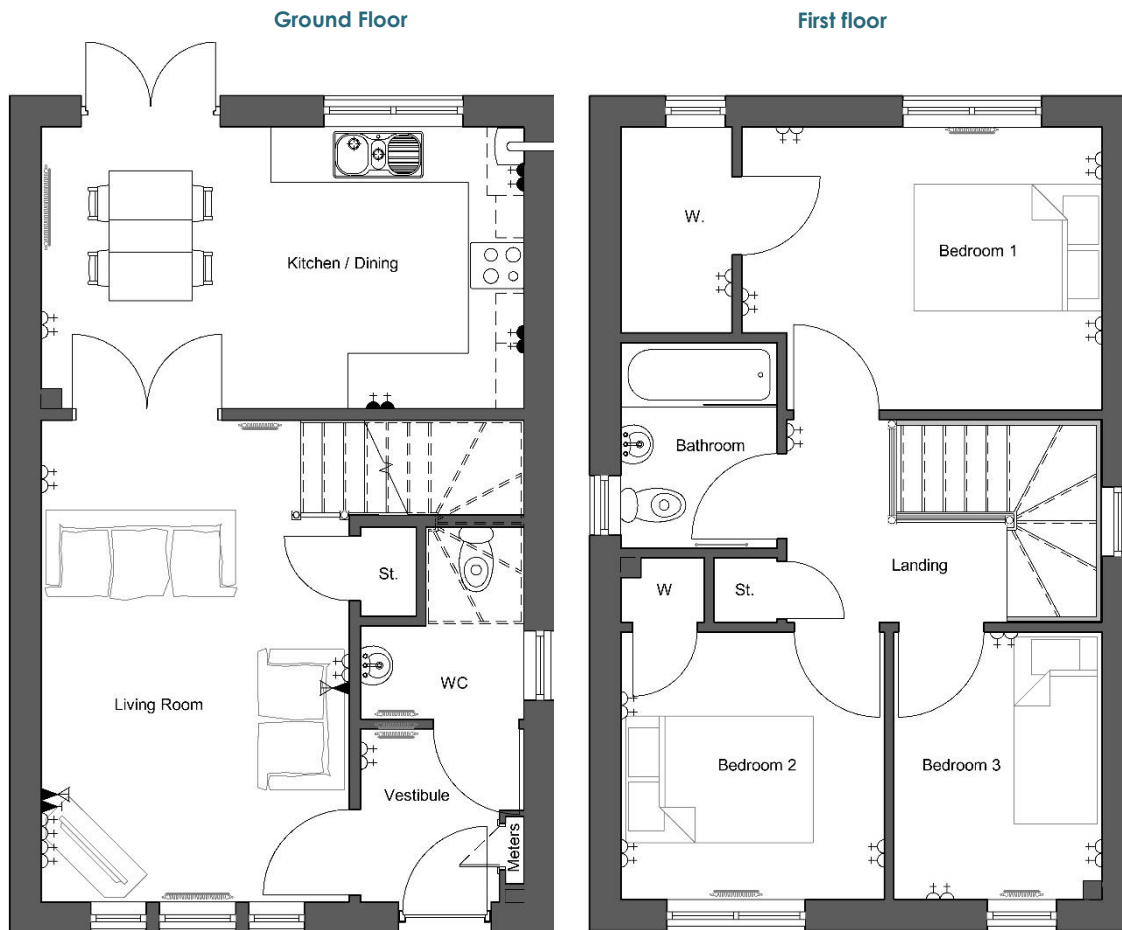 Ground Floor
Kitchen / Dining
St.
Living Room
WC
Vestibule
Meters
First floor
W.
Bedroom 1
Bathroom
W
St.
Landing
Bedroom 2
Bedroom 3